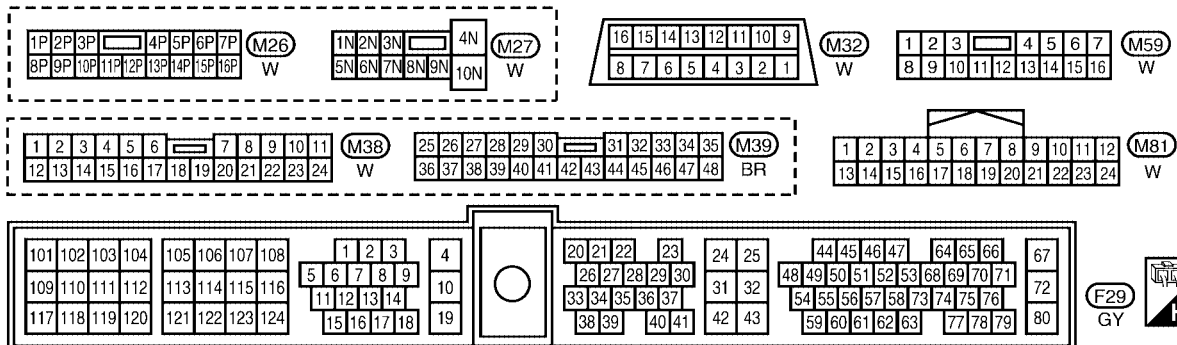 1P 2P 3P 4P 5P 6P 7P
8P 9P 10P 11P 12P 13P 14P 15P 16P
M26
W
1N 2N 3N 4N
5N 6N 7N 8N 9N 10N
M27
W
16 15 14 13 12 11 10 9
8 7 6 5 4 3 2 1
M32
W
1 2 3 4 5 6 7
8 9 10 11 12 13 14 15 16
M59
W
1 2 3 4 5 6 7 8 9 10 11
12 13 14 15 16 17 18 19 20 21 22 23 24
M38
W
25 26 27 28 29 30 31 32 33 34 35
36 37 38 39 40 41 42 43 44 45 46 47 48
M39
BR
1 2 3 4 5 6 7 8 9 10 11 12
13 14 15 16 17 18 19 20 21 22 23 24
M81
W
101 102 103 104 105 106 107 108
109 110 111 112 113 114 115 116
117 118 119 120 121 122 123 124
1 2 3 4
5 6 7 8 9 10
11 12 13 14
15 16 17 18 19
20 21 22 23 24 25
26 27 28 29 30 31 32
33 34 35 36 37
38 39 40 41 42 43
44 45 46 47 64 65 66 67
48 49 50 51 52 53 68 69 70 71 72
54 55 56 57 58 73 74 75 76
59 60 61 62 63 77 78 79 80
F29
GY